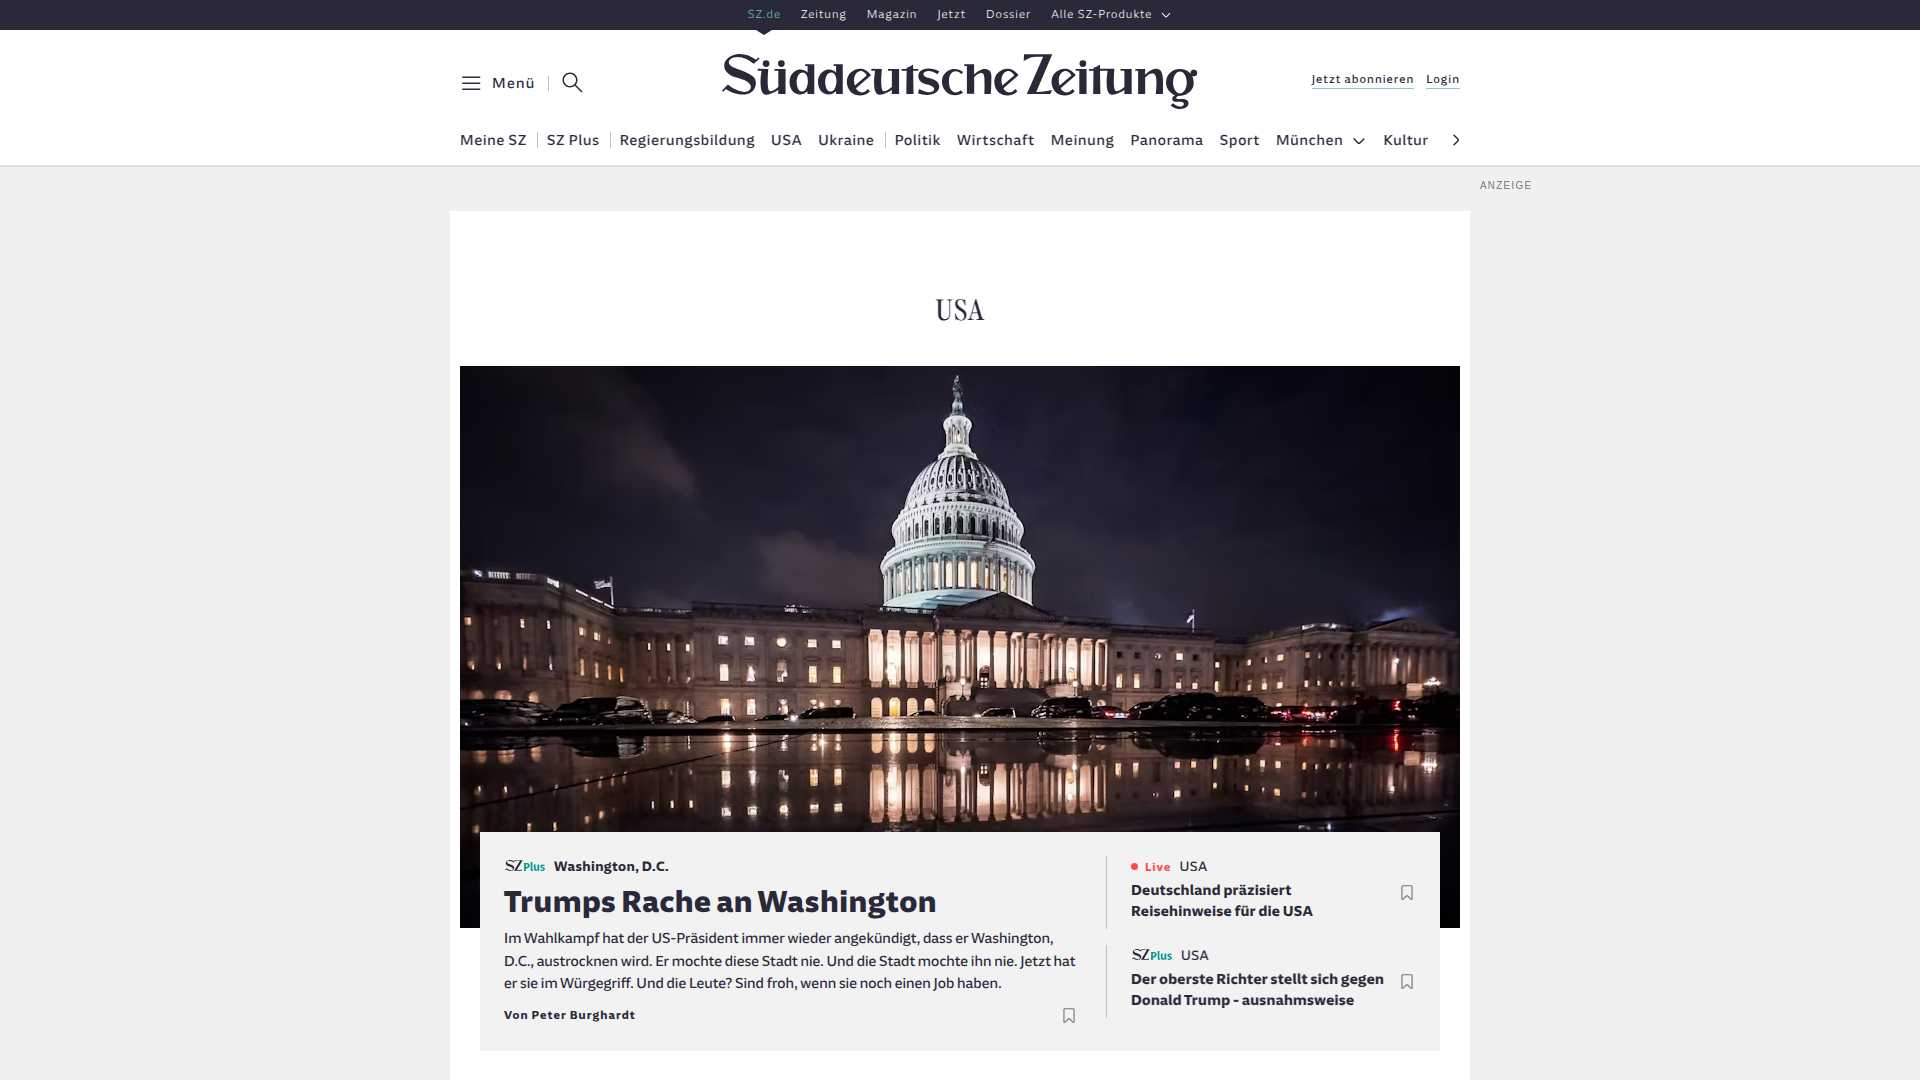 SZ.de Zeitung Magazin Jetzt Dossier Alle SZ-Produkte
Menü
Süddeutsche Zeitung
Jetzt abonnieren Login
Meine SZ SZ Plus Regierungsbildung USA Ukraine Politik Wirtschaft Meinung Panorama Sport München Kultur
ANZEIGE
USA
SZ Plus Washington, D.C.
Trumps Rache an Washington
Im Wahlkampf hat der US-Präsident immer wieder angekündigt, dass er Washington,
D.C., austrocknen wird. Er mochte diese Stadt nie. Und die Stadt mochte ihn nie. Jetzt hat
er sie im Würgegriff. Und die Leute? Sind froh, wenn sie noch einen Job haben.
Von Peter Burghardt
Live USA
Deutschland präzisiert
Reisehinweise für die USA
SZ Plus USA
Der oberste Richter stellt sich gegen
Donald Trump - ausnahmsweise